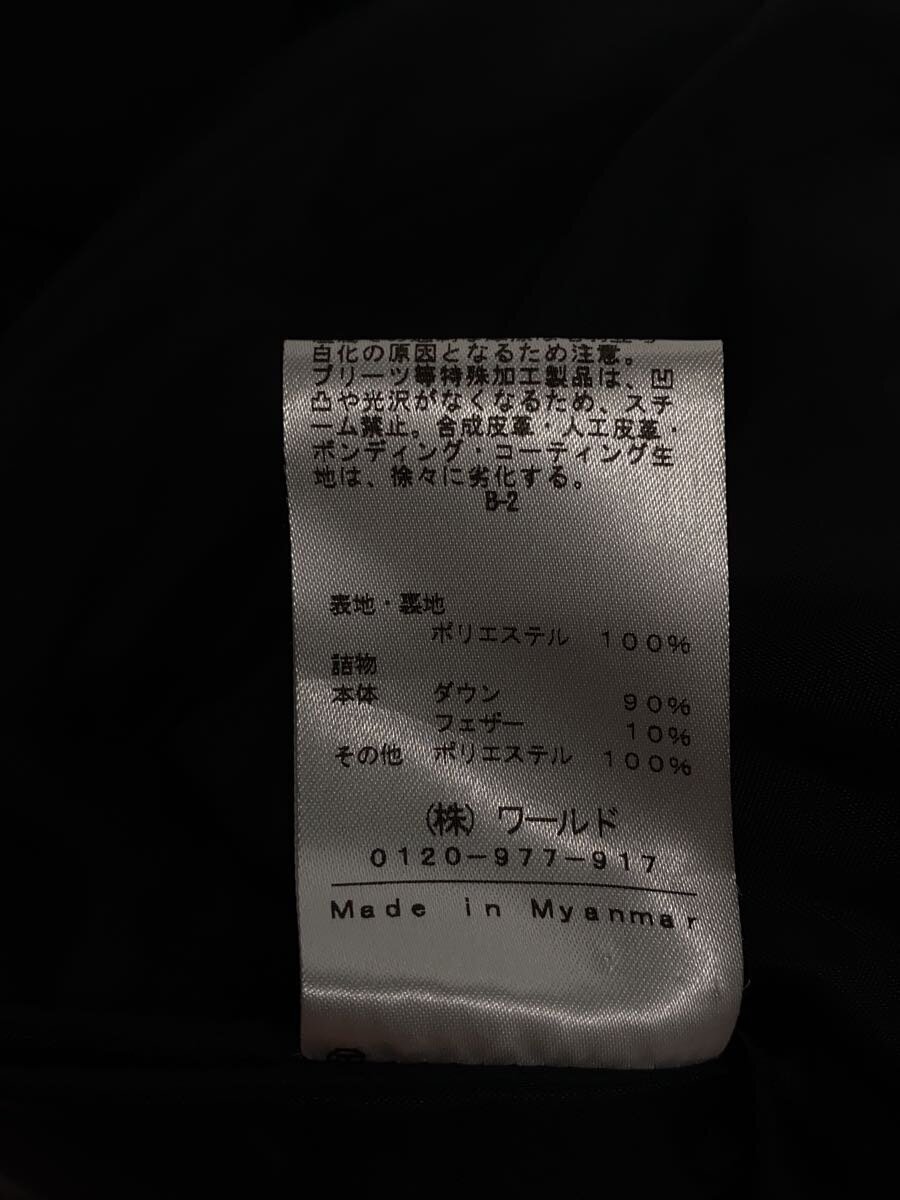 白化の原因となるため注意。
プリーツ等特殊加工製品は、凹
凸や光沢がなくなるため、スチ
ーム禁止。合成皮革・人工皮革・
ボンディング・コーティング生
地は、徐々に劣化する。
B-2
表地・裏地
ポリエステル 100%
詰物
本体 ダウン 90%
フェザー 10%
その他 ポリエステル 100%
(株) ワールド
0120-977-917
Made in Myanmar